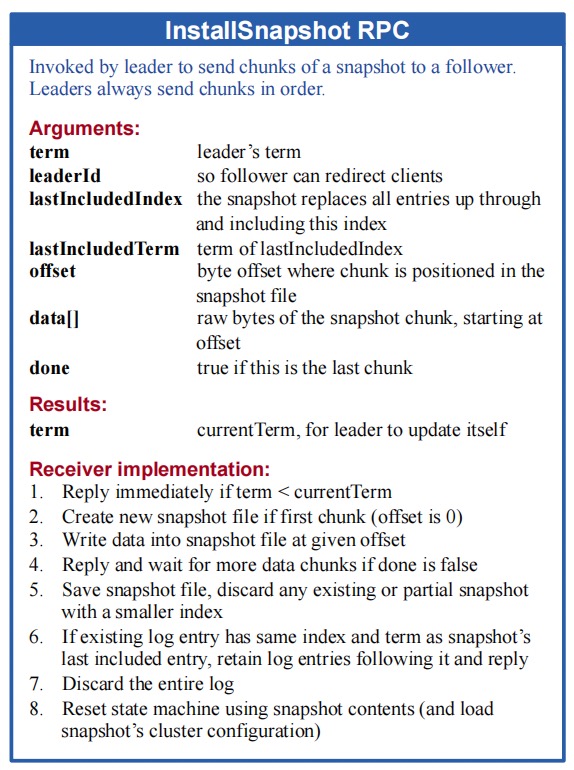 InstallSnapshot RPC
Invoked by leader to send chunks of a snapshot to a follower.
Leaders always send chunks in order.
Arguments:
term leader's term
leaderId so follower can redirect clients
lastIncludedIndex the snapshot replaces all entries up through
and including this index
lastIncludedTerm term of lastIncludedIndex
offset byte offset where chunk is positioned in the
snapshot file
data[] raw bytes of the snapshot chunk, starting at
offset
done true if this is the last chunk
Results:
term currentTerm, for leader to update itself
Receiver implementation:
1. Reply immediately if term < currentTerm
2. Create new snapshot file if first chunk (offset is 0)
3. Write data into snapshot file at given offset
4. Reply and wait for more data chunks if done is false
5. Save snapshot file, discard any existing or partial snapshot
with a smaller index
6. If existing log entry has same index and term as snapshot's
last included entry, retain log entries following it and reply
7. Discard the entire log
8. Reset state machine using snapshot contents (and load
snapshot's cluster configuration)